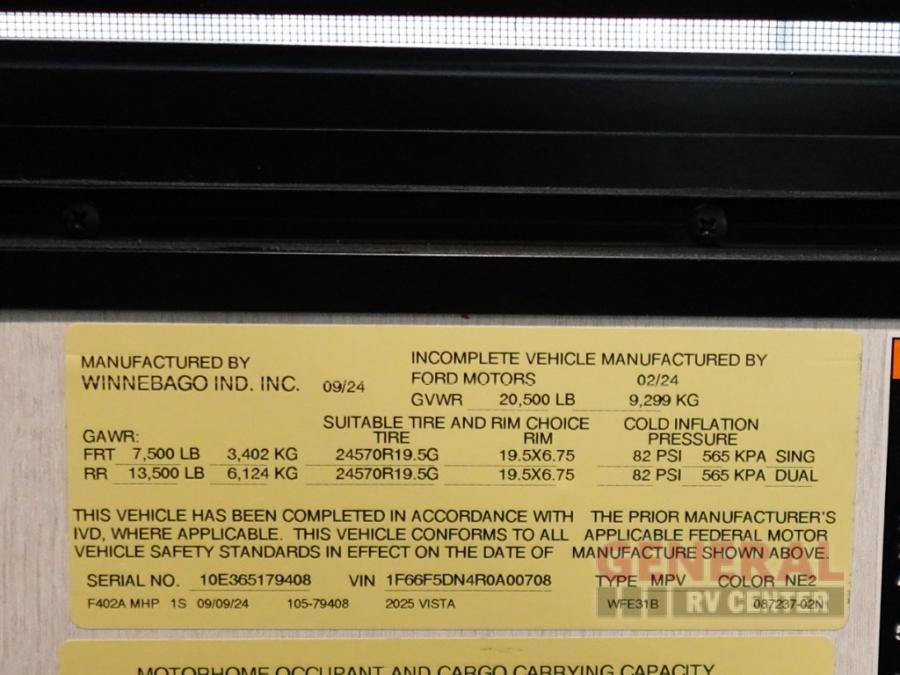 MANUFACTURED BY
WINNEBAGO IND. INC. 09/24
INCOMPLETE VEHICLE MANUFACTURED BY
FORD MOTORS 02/24
GVWR 20,500 LB 9,299 KG
SUITABLE TIRE AND RIM CHOICE COLD INFLATION
GAWR: TIRE RIM PRESSURE
FRT 7,500 LB 3,402 KG 24570R19.5G 19.5X6.75 82 PSI 565 KPA SING
RR 13,500 LB 6,124 KG 24570R19.5G 19.5X6.75 82 PSI 565 KPA DUAL
THIS VEHICLE HAS BEEN COMPLETED IN ACCORDANCE WITH THE PRIOR MANUFACTURER'S
IVD, WHERE APPLICABLE. THIS VEHICLE CONFORMS TO ALL APPLICABLE FEDERAL MOTOR
VEHICLE SAFETY STANDARDS IN EFFECT ON THE DATE OF MANUFACTURE SHOWN ABOVE.
SERIAL NO. 10E365179408 VIN 1F66F5DN4R0A00708 TYPE MPV COLOR NE2
F402A MHP 1S 09/09/24 105-79408 2025 VISTA WFE31B 087237-02N
GENERAL
RV CENTER
MOTORHOME OCCUPANT AND CARGO CARRYING CAPACITY